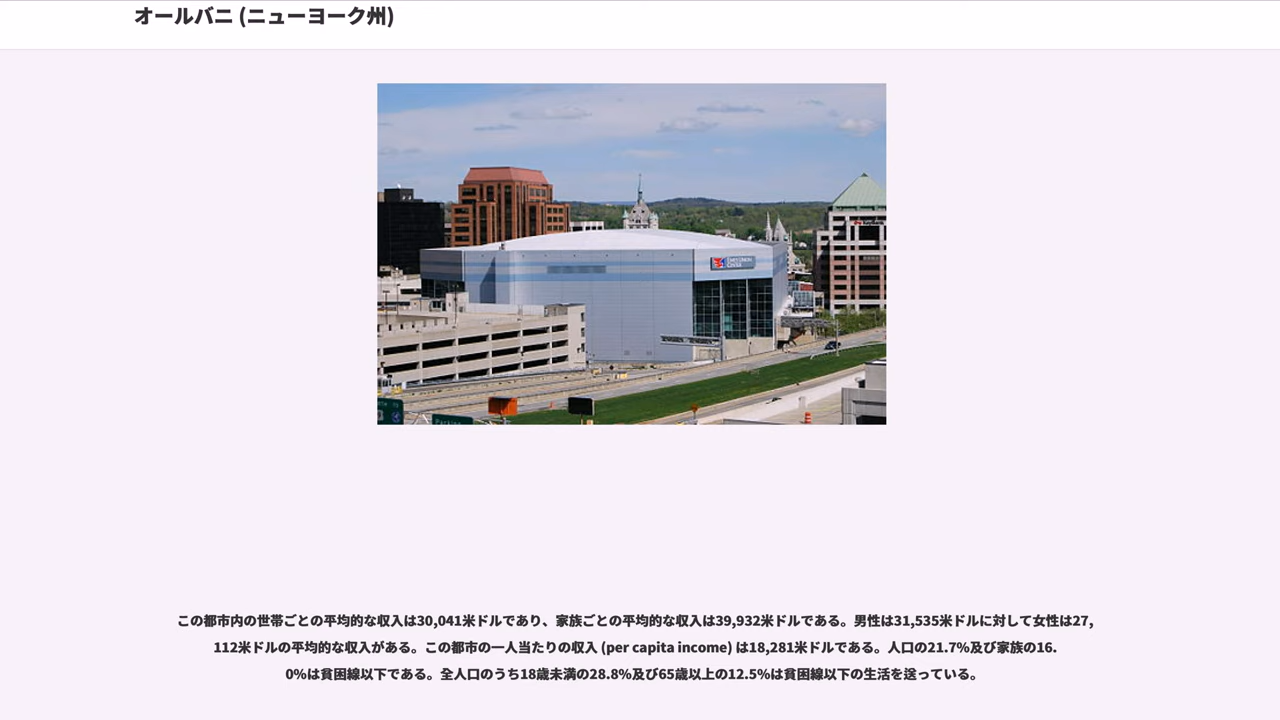 オールバニ (ニューヨーク州)
この都市内の世帯ごとの平均的な収入は30,041米ドルであり、家族ごとの平均的な収入は39,932米ドルである。男性は31,535米ドルに対して女性は27,
112米ドルの平均的な収入がある。この都市の一人当たりの収入 (per capita income) は18,281米ドルである。人口の21.7%及び家族の16.
0%は貧困線以下である。全人口のうち18歳未満の28.8%及び65歳以上の12.5%は貧困線以下の生活を送っている。